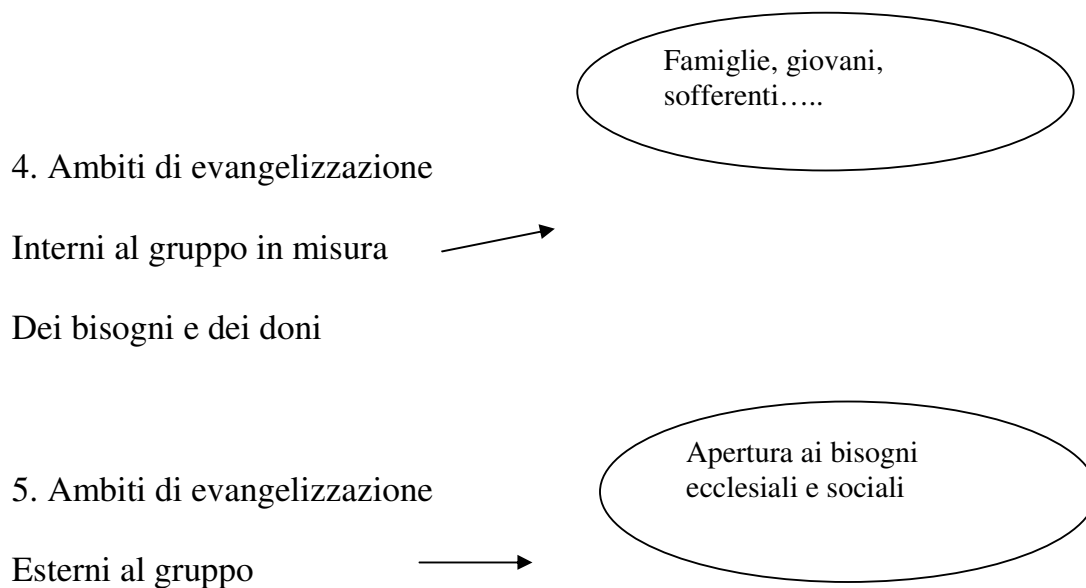 Famiglie, giovani,
sofferenti…..
4. Ambiti di evangelizzazione
Interni al gruppo in misura
Dei bisogni e dei doni
Apertura ai bisogni
ecclesiali e sociali
5. Ambiti di evangelizzazione
Esterni al gruppo